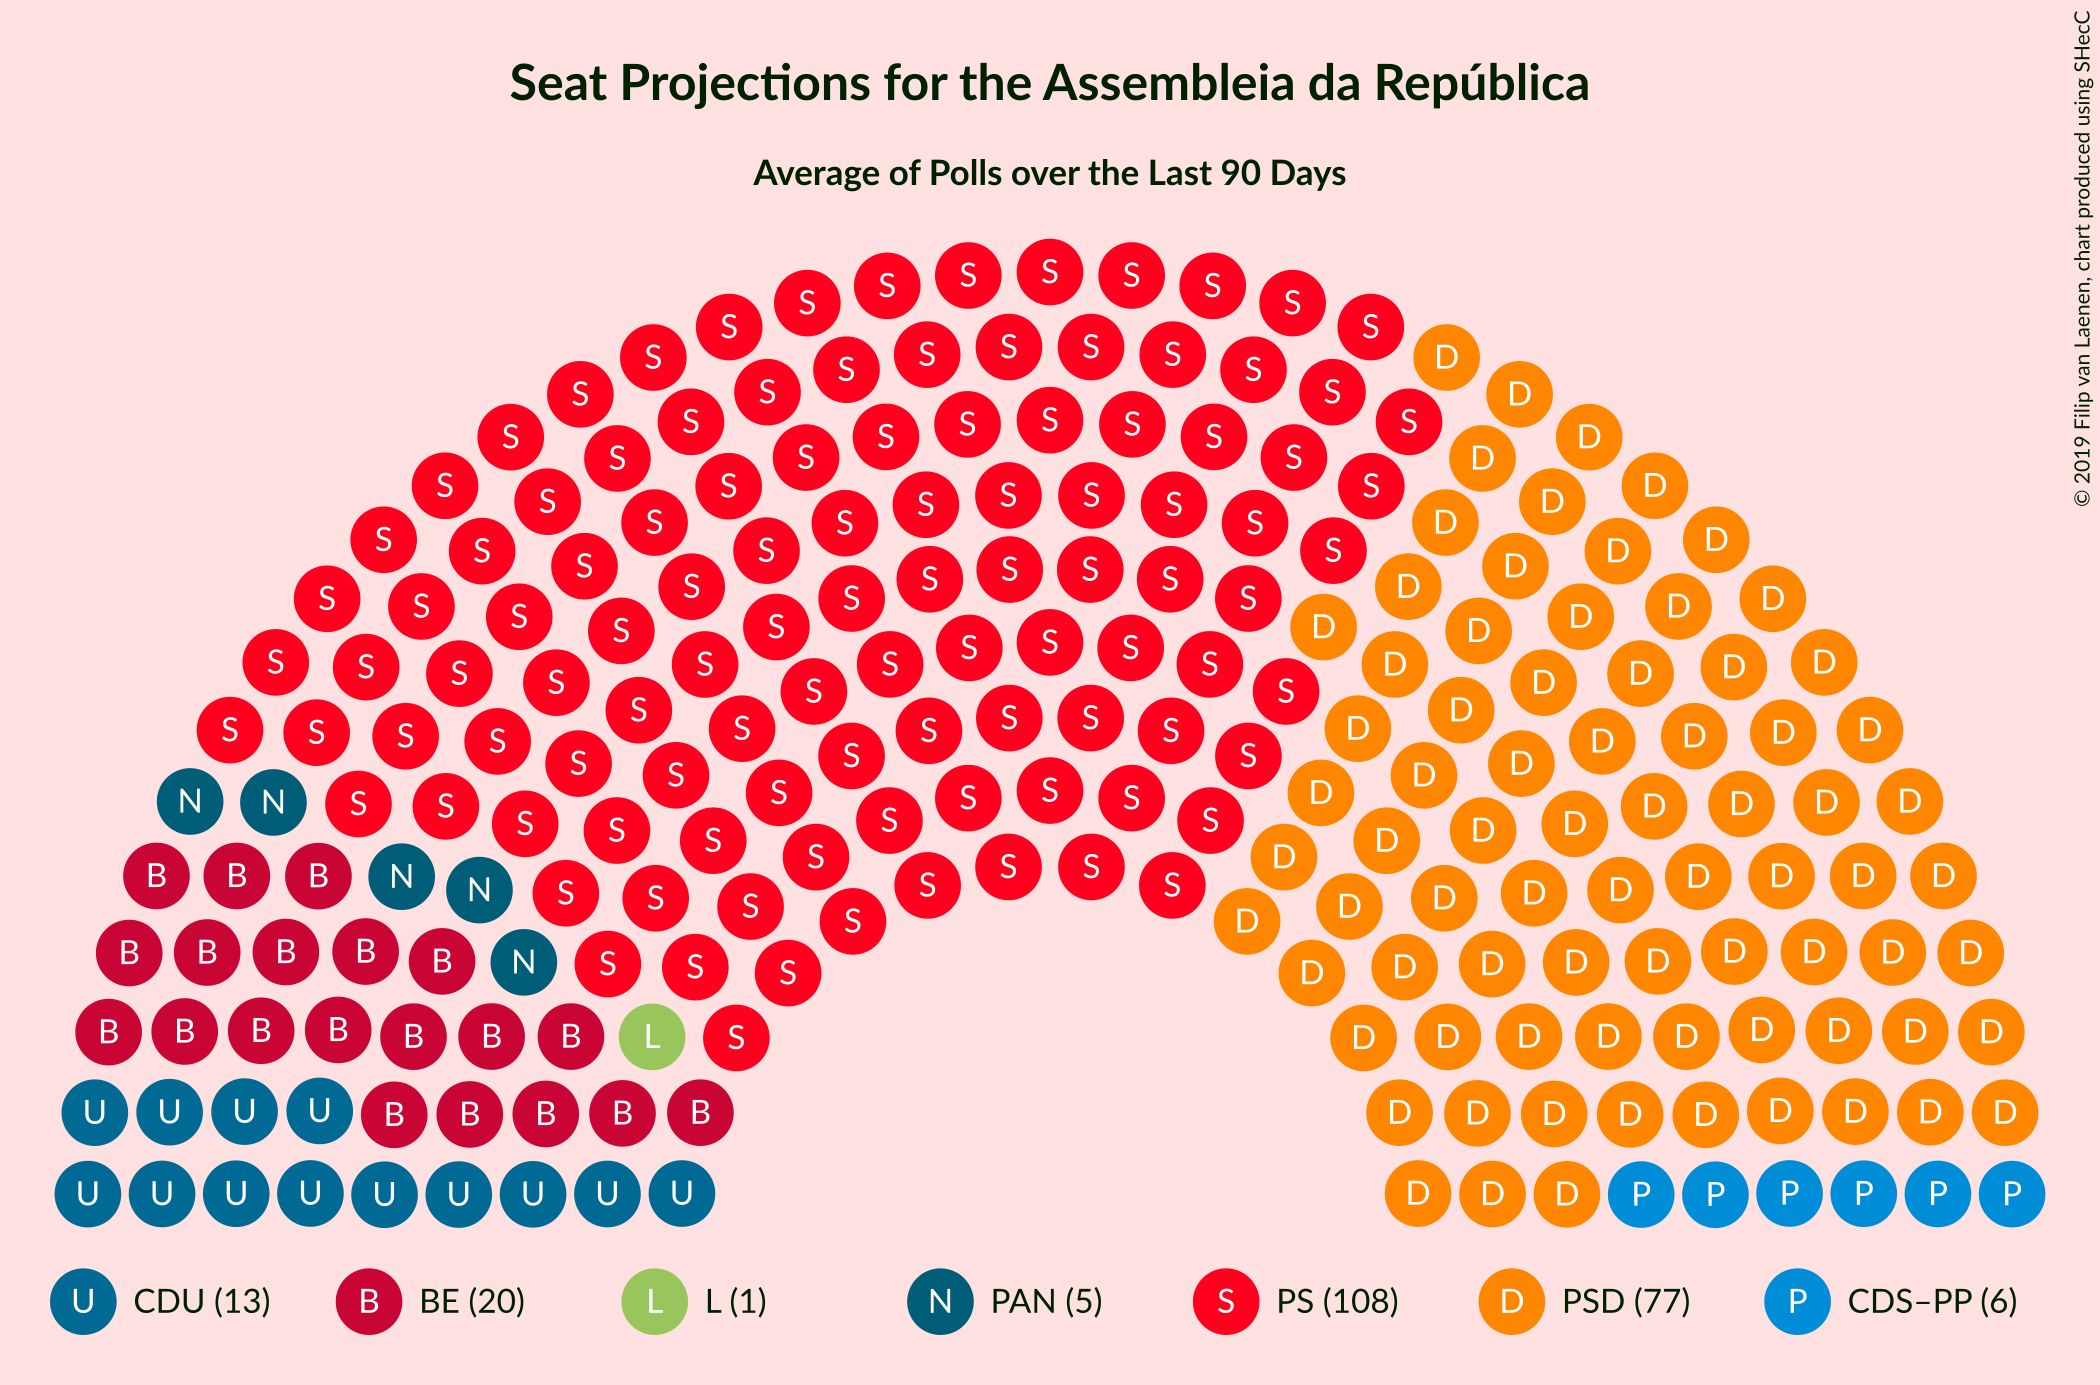 Seat Projections for the Assembleia da República
Average of Polls over the Last 90 Days
© 2019 Filip van Laenen, chart produced using SHecC
S S S S S S S S S S S S S S S S S D D D D D D D D
S S S S S S S S S S S S S S S S D D D D D D
U CDU (13) B BE (20) L L (1) N PAN (5) S PS (108) D PSD (77) P CDS–PP (6)